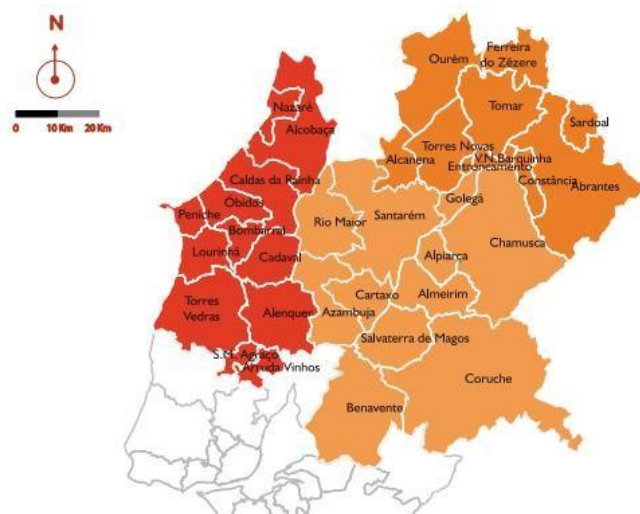 N
0 10 Km 20 Km
Ourém
Ferreira
do Zêzere
Nazaré
Alcobaça
Tomar
Sardoal
Alcanena
Torres Novas
V.N.Barquinha
Entroncamento
Constância
Abrantes
Caldas da Rainha
Óbidos
Peniche
Bombarral
Rio Maior
Santarém
Golegã
Chamusca
Lourinhã
Cadaval
Alpiarça
Torres
Vedras
Alenquer
Azambuja
Cartaxo
Almeirim
Salvaterra de Magos
S.M. Agraço
Arruda Vinhos
Coruche
Benavente